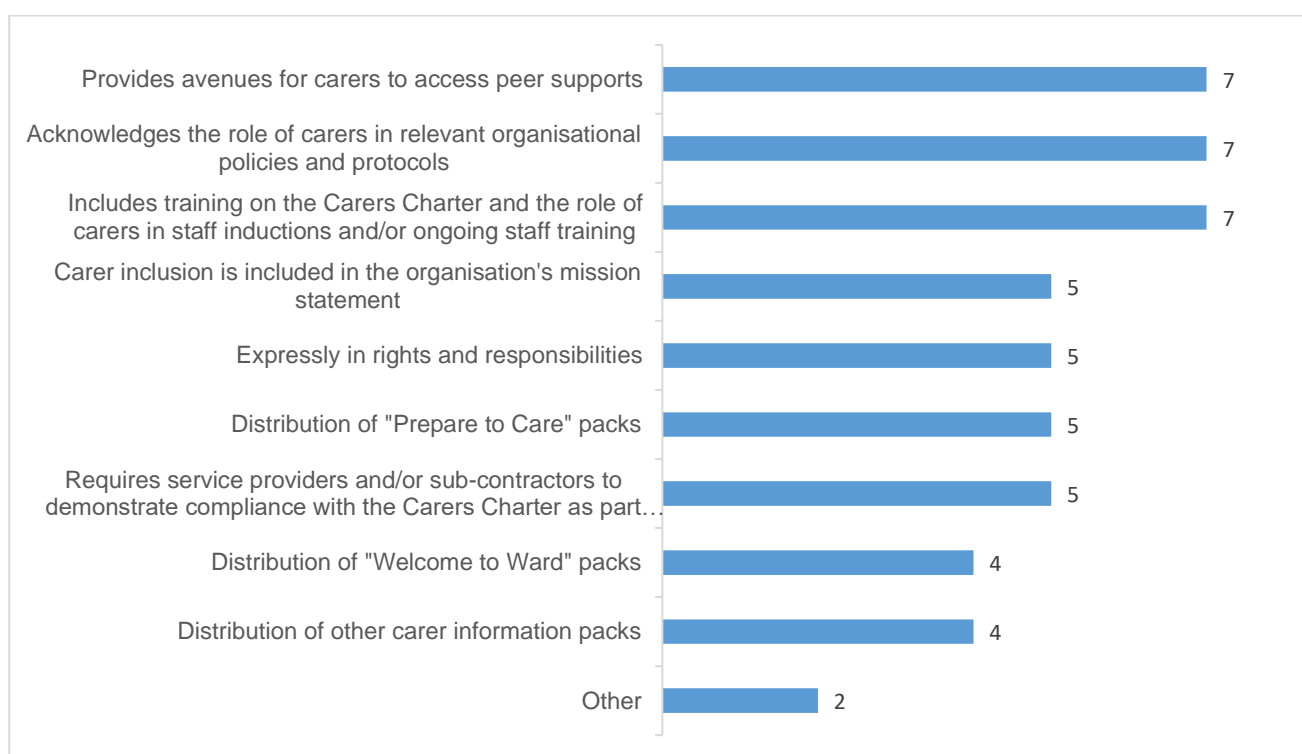 Provides avenues for carers to access peer supports
7
Acknowledges the role of carers in relevant organisational
policies and protocols
7
Includes training on the Carers Charter and the role of
carers in staff inductions and/or ongoing staff training
7
Carer inclusion is included in the organisation's mission
statement
5
Expressly in rights and responsibilities
5
Distribution of "Prepare to Care" packs
5
Requires service providers and/or sub-contractors to
demonstrate compliance with the Carers Charter as part…
5
Distribution of "Welcome to Ward" packs
4
Distribution of other carer information packs
4
Other
2